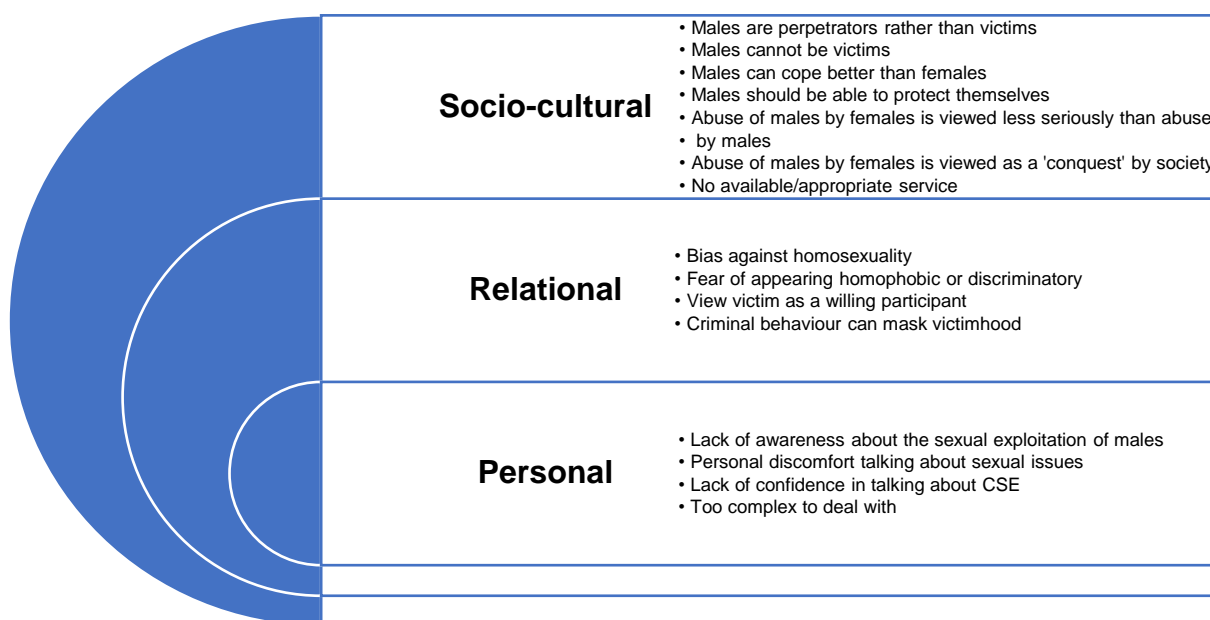 Socio-cultural
• Males are perpetrators rather than victims
• Males cannot be victims
• Males can cope better than females
• Males should be able to protect themselves
• Abuse of males by females is viewed less seriously than abuse
• by males
• Abuse of males by females is viewed as a 'conquest' by society
• No available/appropriate service
Relational
• Bias against homosexuality
• Fear of appearing homophobic or discriminatory
• View victim as a willing participant
• Criminal behaviour can mask victimhood
Personal
• Lack of awareness about the sexual exploitation of males
• Personal discomfort talking about sexual issues
• Lack of confidence in talking about CSE
• Too complex to deal with